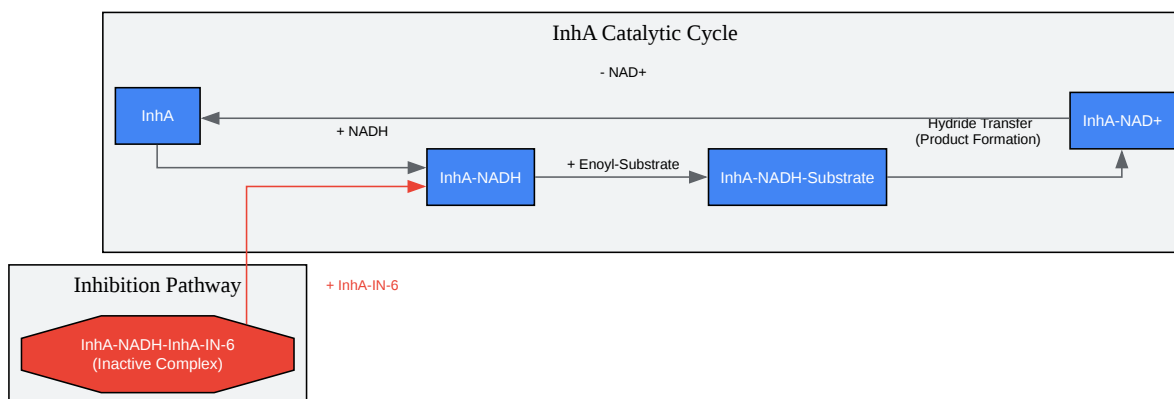 InhA Catalytic Cycle
- NAD+
InhA
+ NADH
Hydride Transfer
(Product Formation)
InhA-NAD+
InhA-NADH
+ Enoyl-Substrate
InhA-NADH-Substrate
Inhibition Pathway
+ InhA-IN-6
InhA-NADH-InhA-IN-6
(Inactive Complex)